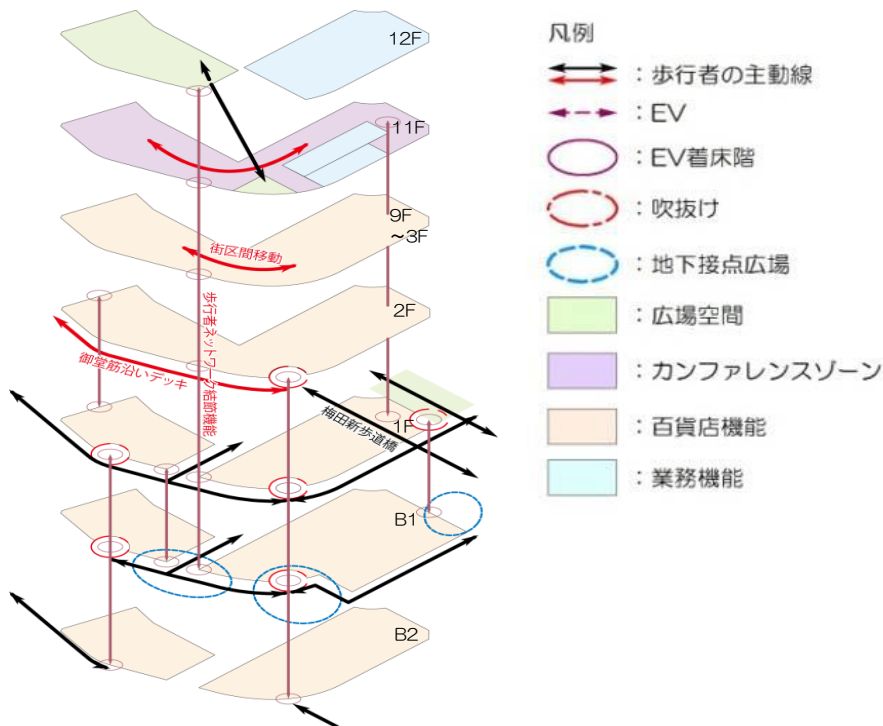 12F
11F
9F
~3F
街区間移動
歩行者ネットワーク結節機能
2F
御堂筋沿いデッキ
梅田新歩道橋
1F
B1
B2
凡例
：歩行者の主動線
：EV
：EV着床階
：吹抜け
：地下接点広場
：広場空間
：カンファレンスゾーン
：百貨店機能
：業務機能